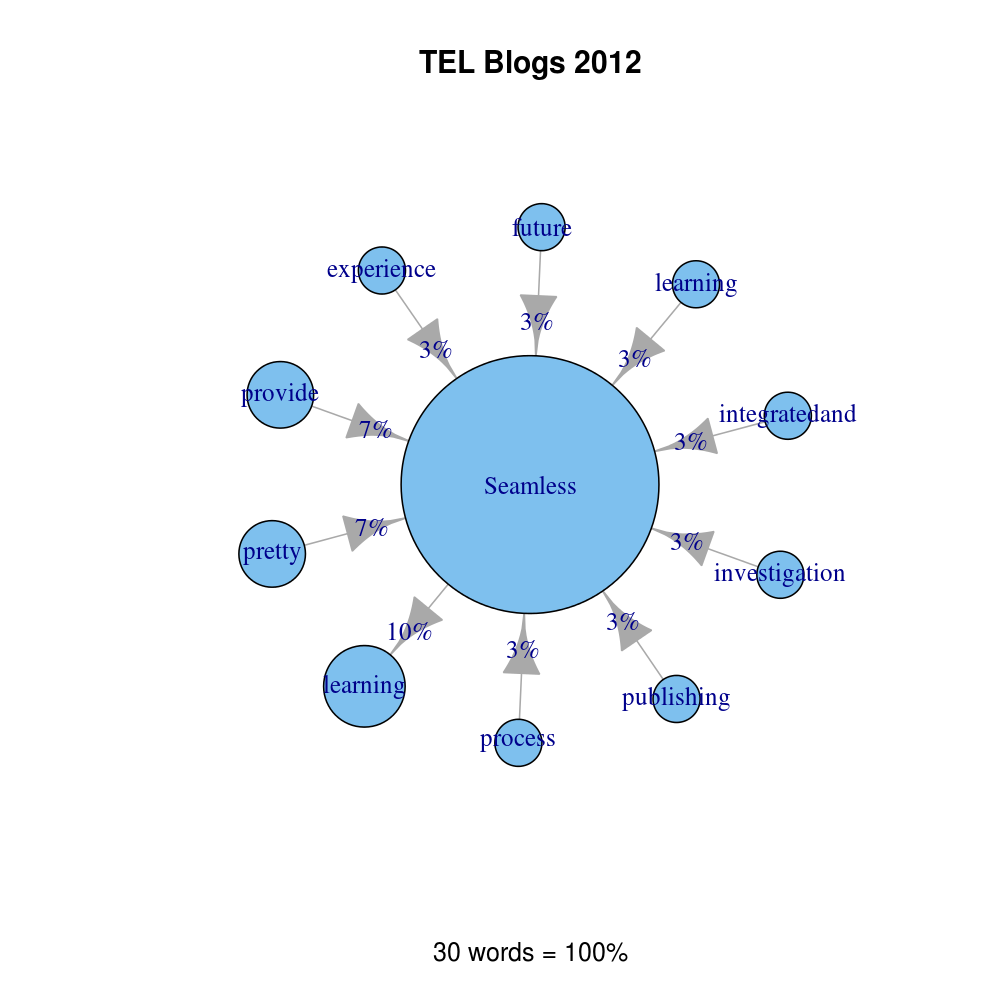 TEL Blogs 2012
future
experience
learning
3%
3%
3%
provide
integratedand
7%
3%
Seamless
7%
3%
pretty
investigation
10%
3%
3%
learning
publishing
process
30 words = 100%